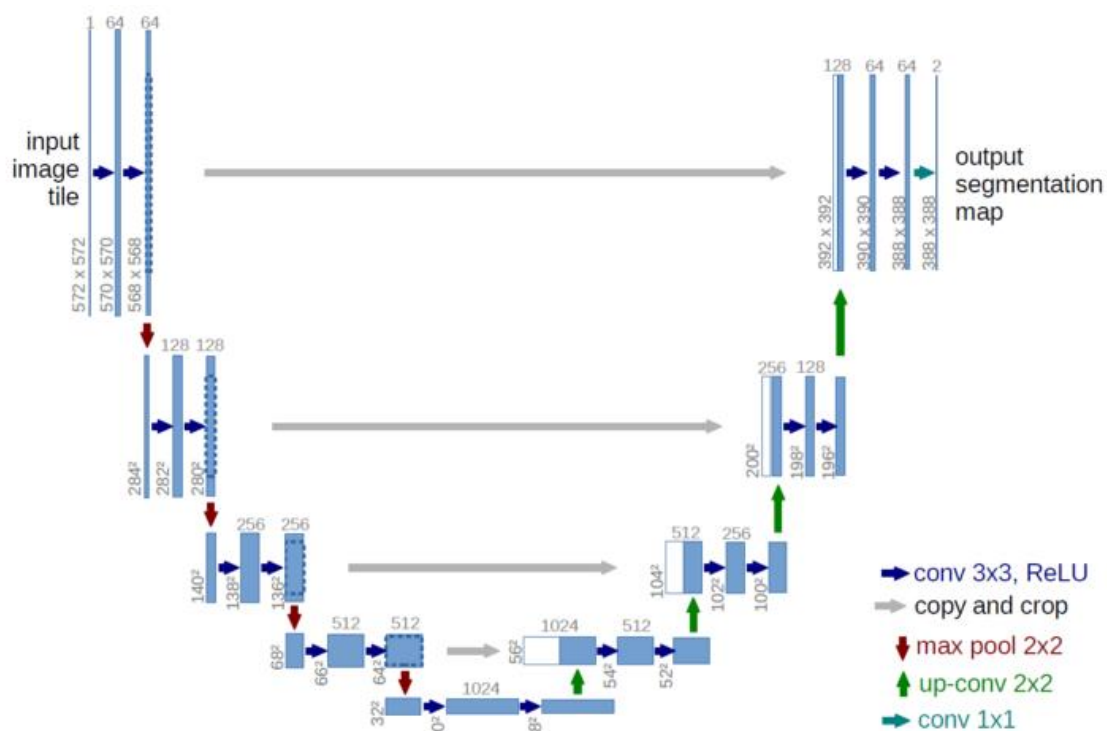 1 64 64
input
image
tile
572 x 572
570 x 570
568 x 568
128 64 64 2
output
segmentation
map
392 x 392
390 x 390
388 x 388
388 x 388
128 128
284²
282²
280²
256 128
200²
198²
196²
256 256
140²
138²
136²
512 256
104²
102²
100²
512 512
68²
66²
64²
1024 512
56²
54²
52²
1024
32²
0²
8²
conv 3x3, ReLU
copy and crop
max pool 2x2
up-conv 2x2
conv 1x1